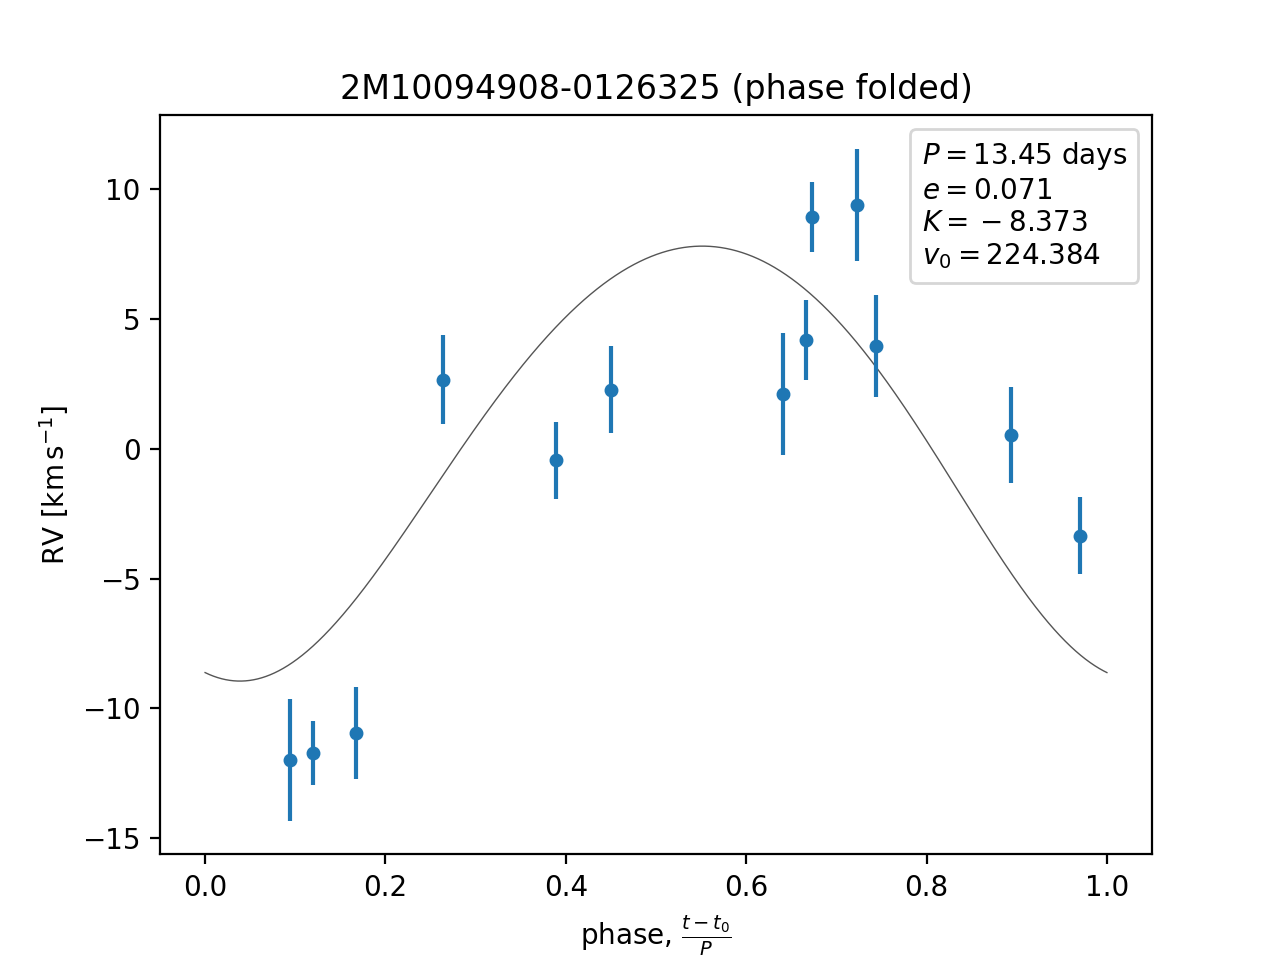 2M10094908-0126325 (phase folded)
P = 13.45 days
e = 0.071
K = −8.373
v₀ = 224.384
RV [km s⁻¹]
10
5
0
−5
−10
−15
0.0 0.2 0.4 0.6 0.8 1.0
phase, (t − t₀)/P